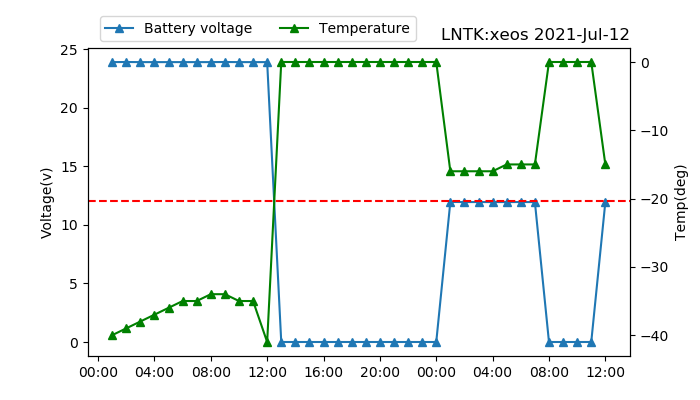 Battery voltage
Temperature
LNTK:xeos 2021-Jul-12
25
20
15
10
5
0
Voltage(v)
0
−10
−20
−30
−40
Temp(deg)
00:00 04:00 08:00 12:00 16:00 20:00 00:00 04:00 08:00 12:00